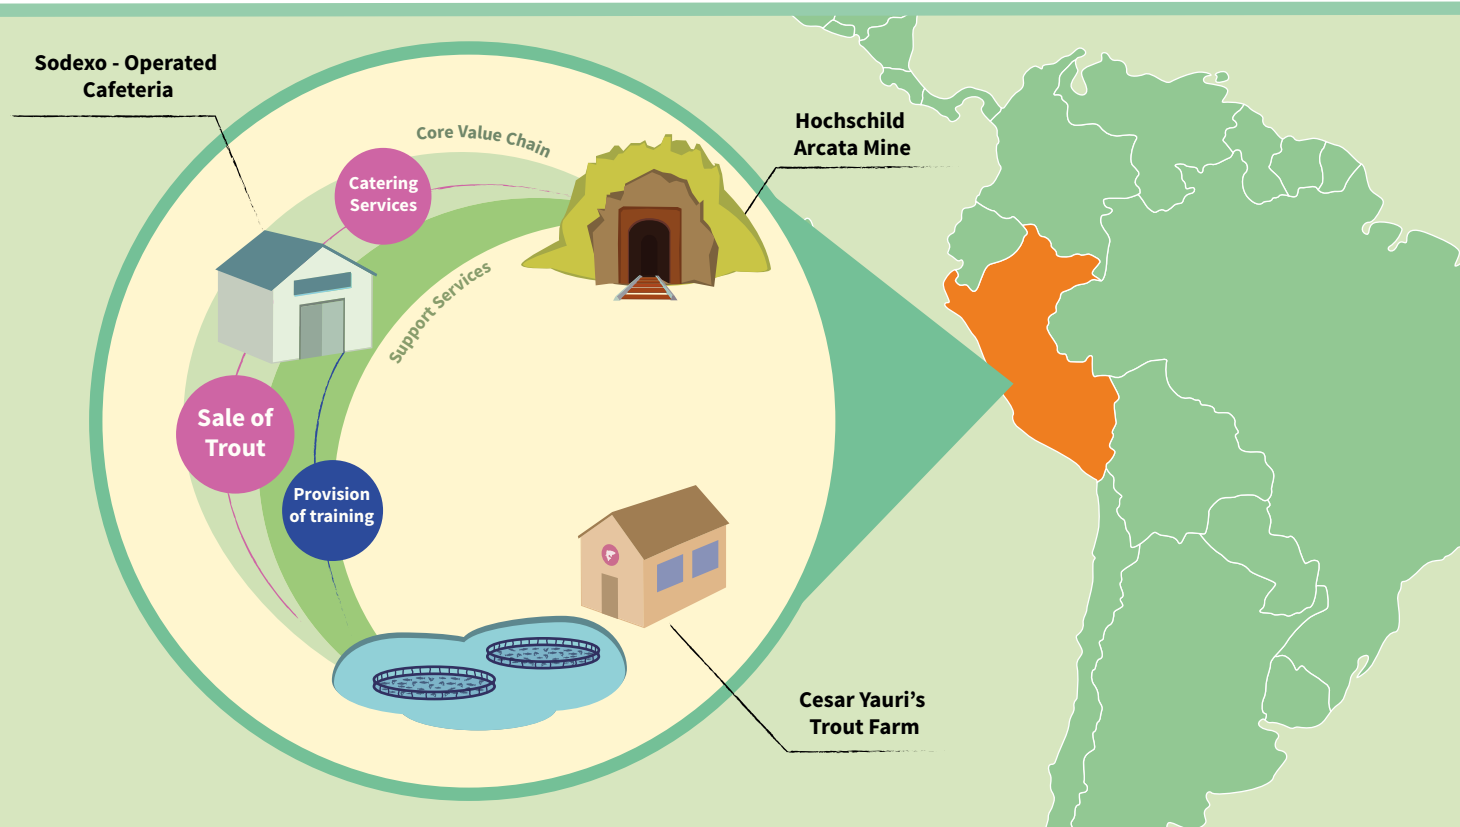 Sodexo - Operated
Cafeteria
Core Value Chain
Hochschild
Arcata Mine
Catering
Services
Support Services
Sale of
Trout
Provision
of training
Cesar Yauri’s
Trout Farm